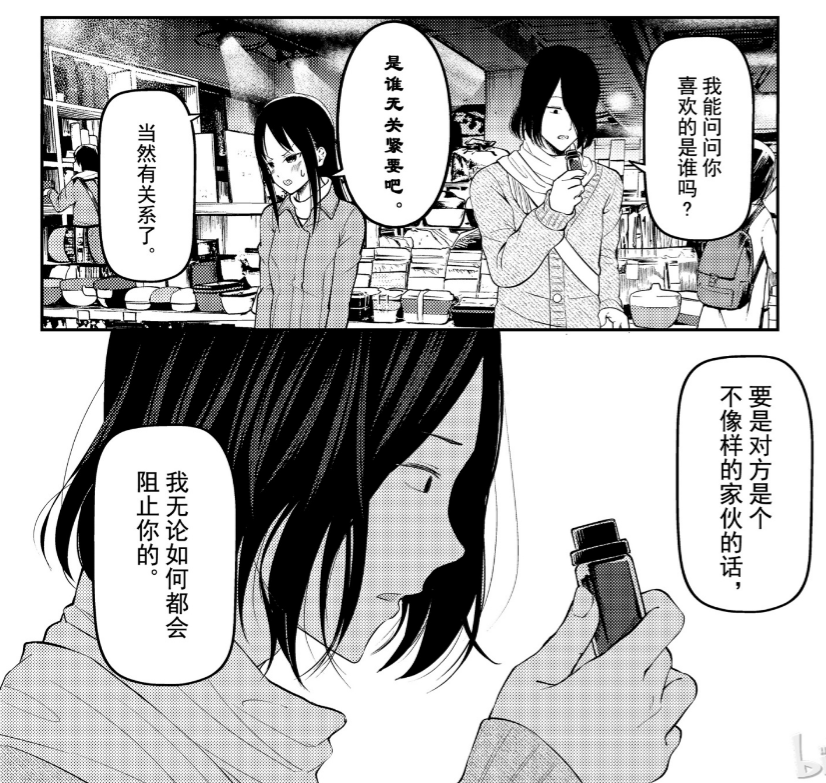 我能问问你
喜欢的是谁吗？
是谁无关紧要吧。
当然有关系了。
要是对方是个
不像样的家伙的话，
我无论如何都会
阻止你的。